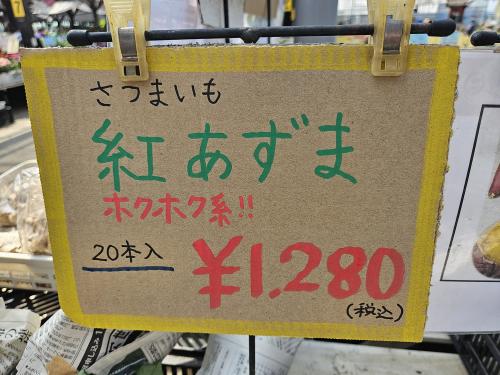 さつまいも
紅あずま
ホクホク系!!
20本入
¥1,280
(税込)